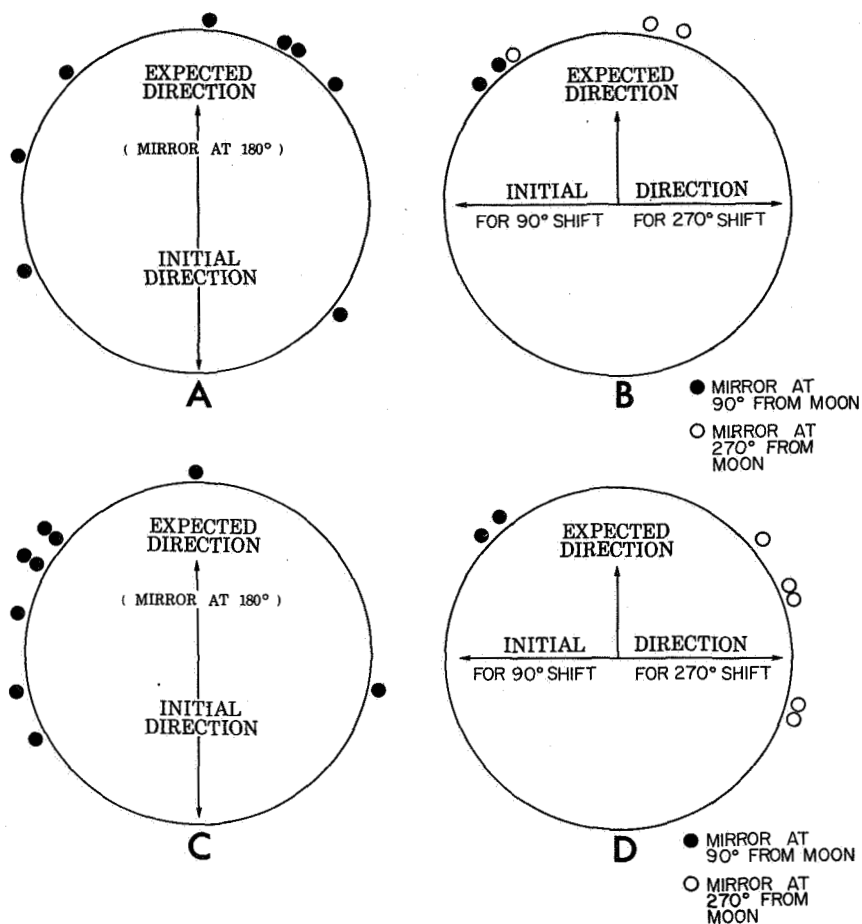 EXPECTED
DIRECTION
( MIRROR AT 180° )
INITIAL
DIRECTION
A
EXPECTED
DIRECTION
INITIAL DIRECTION
FOR 90° SHIFT FOR 270° SHIFT
B
MIRROR AT
90° FROM MOON
MIRROR AT
270° FROM
MOON
EXPECTED
DIRECTION
( MIRROR AT 180° )
INITIAL
DIRECTION
C
EXPECTED
DIRECTION
INITIAL DIRECTION
FOR 90° SHIFT FOR 270° SHIFT
D
MIRROR AT
90° FROM MOON
MIRROR AT
270° FROM
MOON